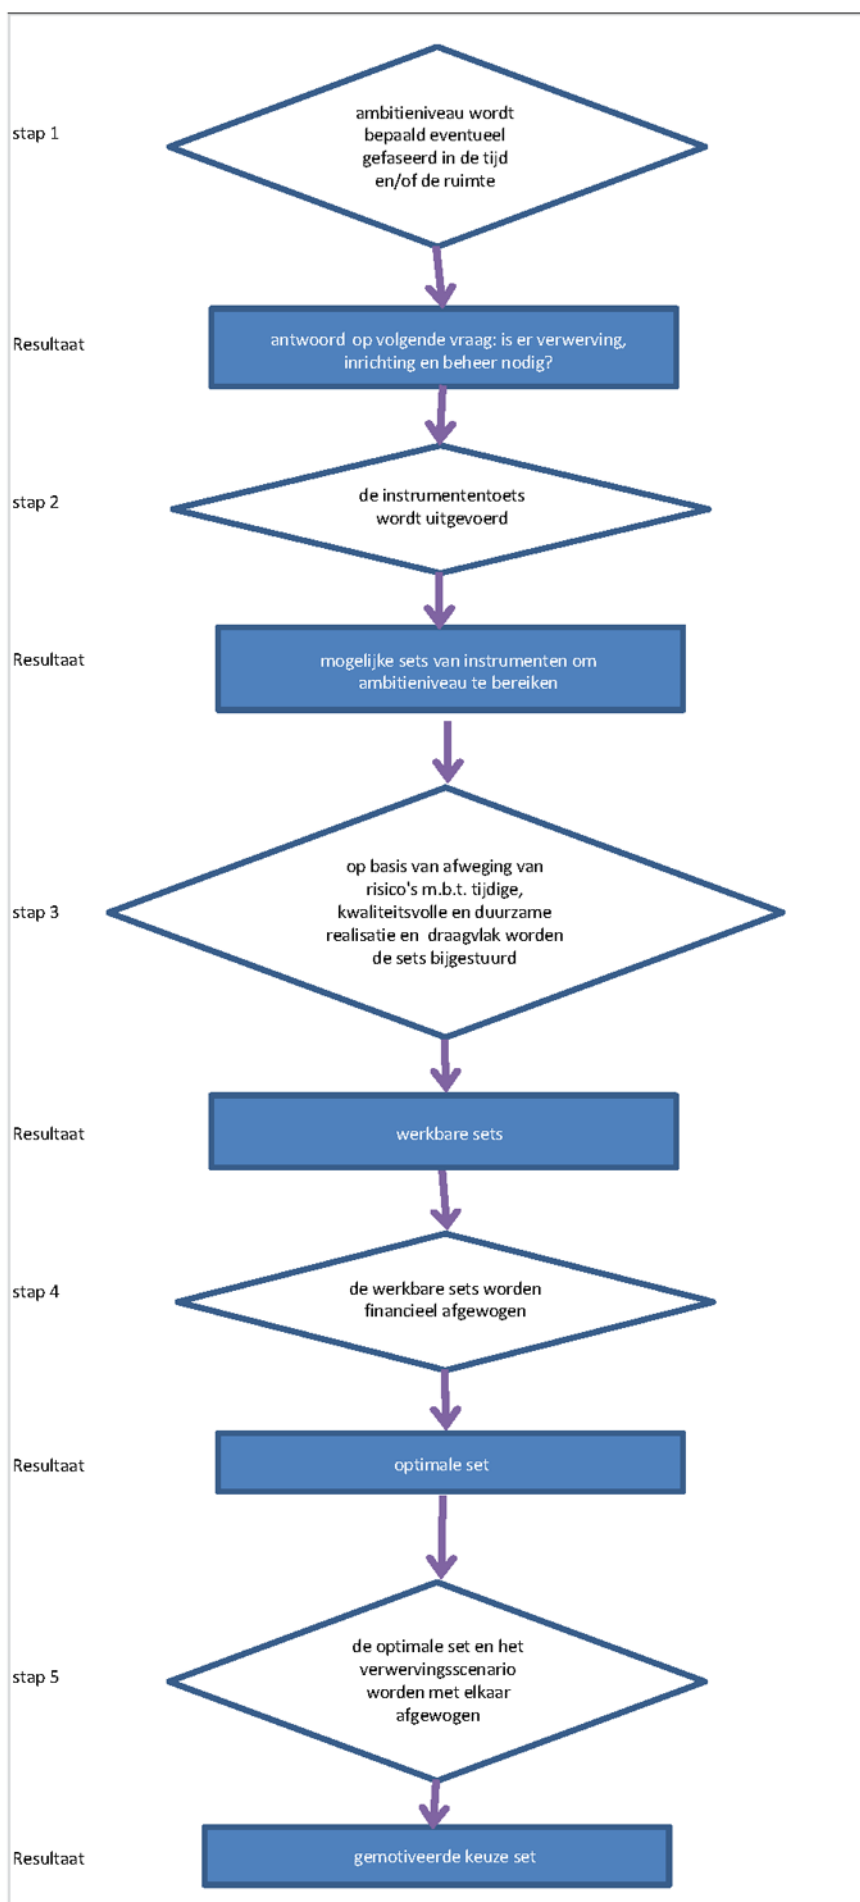 stap 1
ambitieniveau wordt
bepaald eventueel
gefaseerd in de tijd
en/of de ruimte
Resultaat
antwoord op volgende vraag: is er verwerving,
inrichting en beheer nodig?
stap 2
de instrumententoets
wordt uitgevoerd
Resultaat
mogelijke sets van instrumenten om
ambitieniveau te bereiken
stap 3
op basis van afweging van
risico's m.b.t. tijdige,
kwaliteitsvolle en duurzame
realisatie en draagvlak worden
de sets bijgestuurd
Resultaat
werkbare sets
stap 4
de werkbare sets worden
financieel afgewogen
Resultaat
optimale set
stap 5
de optimale set en het
verwervingsscenario
worden met elkaar
afgewogen
Resultaat
gemotiveerde keuze set